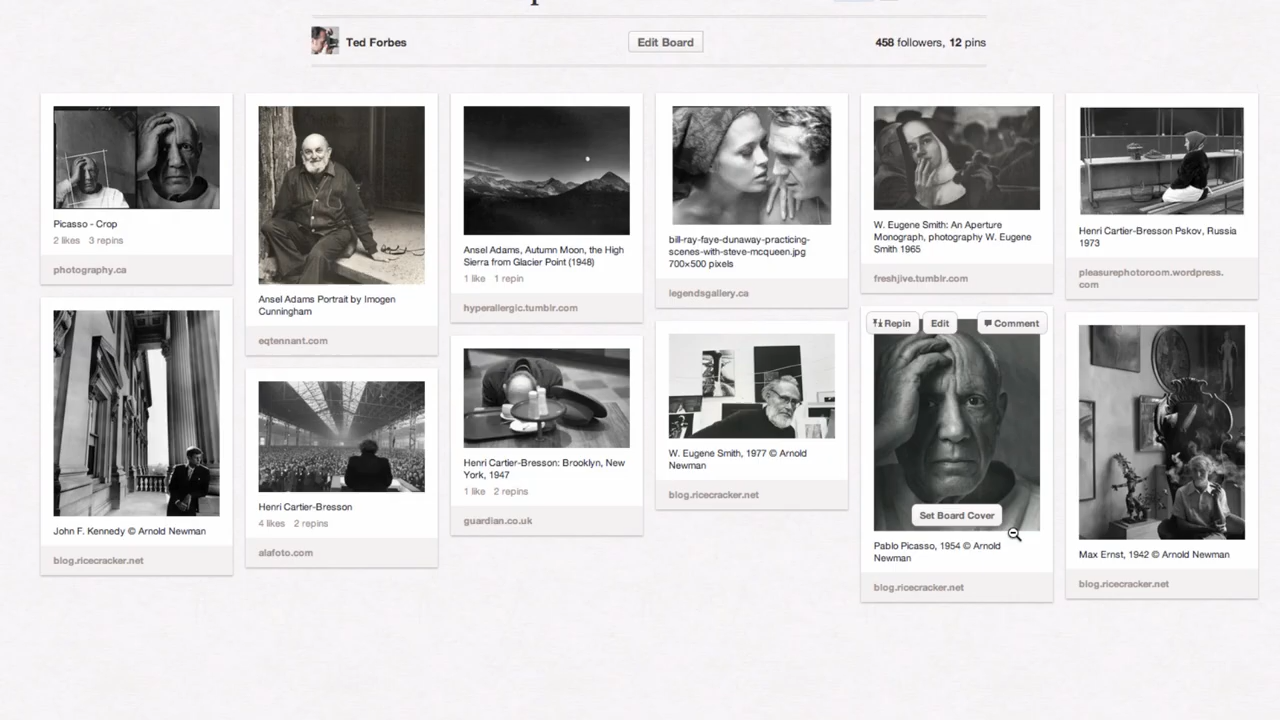 Ted Forbes
Edit Board
458 followers, 12 pins
Picasso - Crop
2 likes 3 repins
photography.ca
John F. Kennedy © Arnold Newman
blog.ricecracker.net
Ansel Adams Portrait by Imogen
Cunningham
eqtennant.com
Henri Cartier-Bresson
4 likes 2 repins
alafoto.com
Ansel Adams, Autumn Moon, the High
Sierra from Glacier Point (1948)
1 like 1 repin
hyperallergic.tumblr.com
Henri Cartier-Bresson: Brooklyn, New
York, 1947
1 like 2 repins
guardian.co.uk
bill-ray-faye-dunaway-practicing-
scenes-with-steve-mcqueen.jpg
700×500 pixels
legendsgallery.ca
W. Eugene Smith, 1977 © Arnold
Newman
blog.ricecracker.net
W. Eugene Smith: An Aperture
Monograph, photography W. Eugene
Smith 1965
freshjive.tumblr.com
Repin
Edit
Comment
Set Board Cover
Pablo Picasso, 1954 © Arnold
Newman
blog.ricecracker.net
Henri Cartier-Bresson Pskov, Russia
1973
pleasurephotoroom.wordpress.
com
Max Ernst, 1942 © Arnold Newman
blog.ricecracker.net